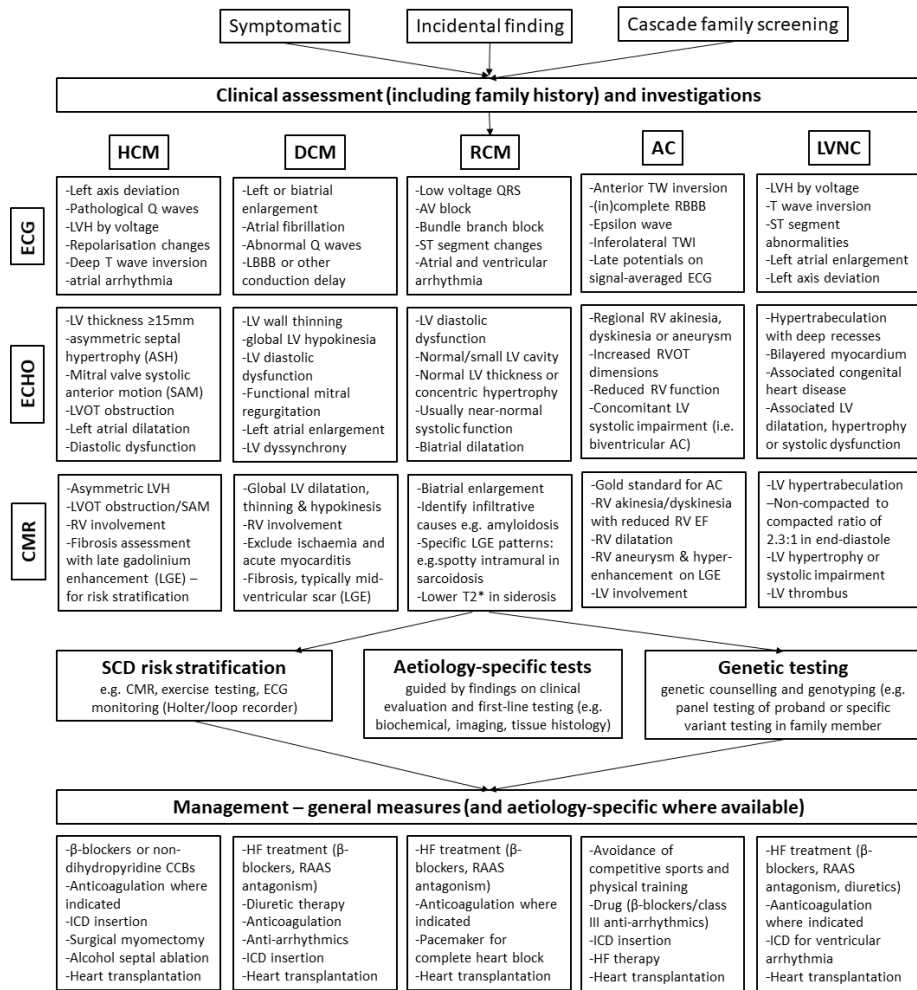 Symptomatic
Incidental finding
Cascade family screening
Clinical assessment (including family history) and investigations
HCM
DCM
RCM
AC
LVNC
ECG
-Left axis deviation
-Pathological Q waves
-LVH by voltage
-Repolarisation changes
-Deep T wave inversion
-atrial arrhythmia
-Left or biatrial
enlargement
-Atrial fibrillation
-Abnormal Q waves
-LBBB or other
conduction delay
-Low voltage QRS
-AV block
-Bundle branch block
-ST segment changes
-Atrial and ventricular
arrhythmia
-Anterior TW inversion
-(in)complete RBBB
-Epsilon wave
-Inferolateral TWI
-Late potentials on
signal-averaged ECG
-LVH by voltage
-T wave inversion
-ST segment
abnormalities
-Left atrial enlargement
-Left axis deviation
ECHO
-LV thickness ≥15mm
-asymmetric septal
hypertrophy (ASH)
-Mitral valve systolic
anterior motion (SAM)
-LVOT obstruction
-Left atrial dilatation
-Diastolic dysfunction
-LV wall thinning
-global LV hypokinesia
-LV diastolic
dysfunction
-Functional mitral
regurgitation
-Left atrial enlargement
-LV dyssynchrony
-LV diastolic
dysfunction
-Normal/small LV cavity
-Normal LV thickness or
concentric hypertrophy
-Usually near-normal
systolic function
-Biatrial dilatation
-Regional RV akinesia,
dyskinesia or aneurysm
-Increased RVOT
dimensions
-Reduced RV function
-Concomitant LV
systolic impairment (i.e.
biventricular AC)
-Hypertrabeculation
with deep recesses
-Bilayered myocardium
-Associated congenital
heart disease
-Associated LV
dilatation, hypertrophy
or systolic dysfunction
CMR
-Asymmetric LVH
-LVOT obstruction/SAM
-RV involvement
-Fibrosis assessment
with late gadolinium
enhancement (LGE) –
for risk stratification
-Global LV dilatation,
thinning & hypokinesis
-RV involvement
-Exclude ischaemia and
acute myocarditis
-Fibrosis, typically mid-
ventricular scar (LGE)
-Biatrial enlargement
-Identify infiltrative
causes e.g. amyloidosis
-Specific LGE patterns:
e.g.spotty intramural in
sarcoidosis
-Lower T2* in siderosis
-Gold standard for AC
-RV akinesia/dyskinesia
with reduced RV EF
-RV dilatation
-RV aneurysm & hyper-
enhancement on LGE
-LV involvement
-LV hypertrabeculation
–Non-compacted to
compacted ratio of
2.3:1 in end-diastole
-LV hypertrophy or
systolic impairment
-LV thrombus
SCD risk stratification
e.g. CMR, exercise testing, ECG
monitoring (Holter/loop recorder)
Aetiology-specific tests
guided by findings on clinical
evaluation and first-line testing (e.g.
biochemical, imaging, tissue histology)
Genetic testing
genetic counselling and genotyping (e.g.
panel testing of proband or specific
variant testing in family member
Management – general measures (and aetiology-specific where available)
-β-blockers or non-
dihydropyridine CCBs
-Anticoagulation where
indicated
-ICD insertion
-Surgical myomectomy
-Alcohol septal ablation
-Heart transplantation
-HF treatment (β-
blockers, RAAS
antagonism)
-Diuretic therapy
-Anticoagulation
-Anti-arrhythmics
-ICD insertion
-Heart transplantation
-HF treatment (β-
blockers, RAAS
antagonism)
-Anticoagulation where
indicated
-Pacemaker for
complete heart block
-Heart transplantation
-Avoidance of
competitive sports and
physical training
-Drug (β-blockers/class
III anti-arrhythmics)
-ICD insertion
-HF therapy
-Heart transplantation
-HF treatment (β-
blockers, RAAS
antagonism, diuretics)
-Aanticoagulation
where indicated
-ICD for ventricular
arrhythmia
-Heart transplantation